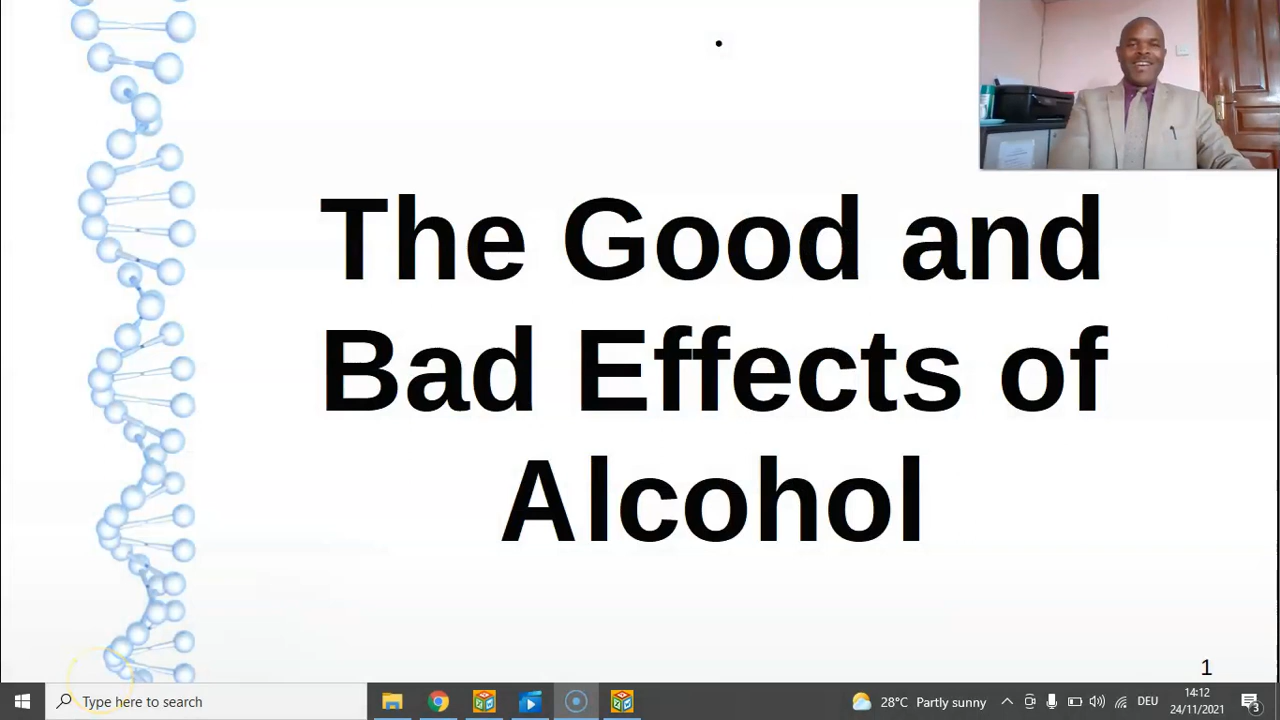 The Good and
Bad Effects of
Alcohol
1
Type here to search
28°C Partly sunny
DEU
14:12
24/11/2021
3